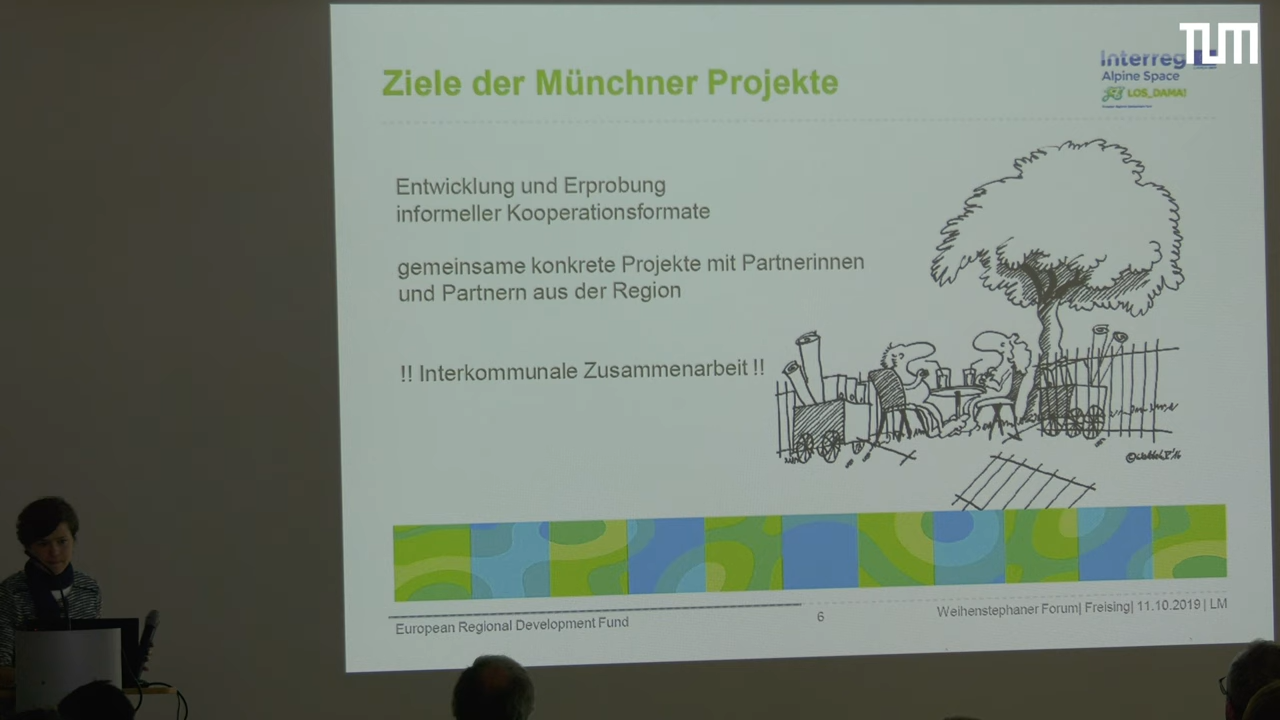 TUM
Ziele der Münchner Projekte
Interreg
Alpine Space
LOS_DAMA!
Entwicklung und Erprobung
informeller Kooperationsformate
gemeinsame konkrete Projekte mit Partnerinnen
und Partnern aus der Region
!! Interkommunale Zusammenarbeit !!
European Regional Development Fund
6
Weihenstephaner Forum| Freising| 11.10.2019 | LM